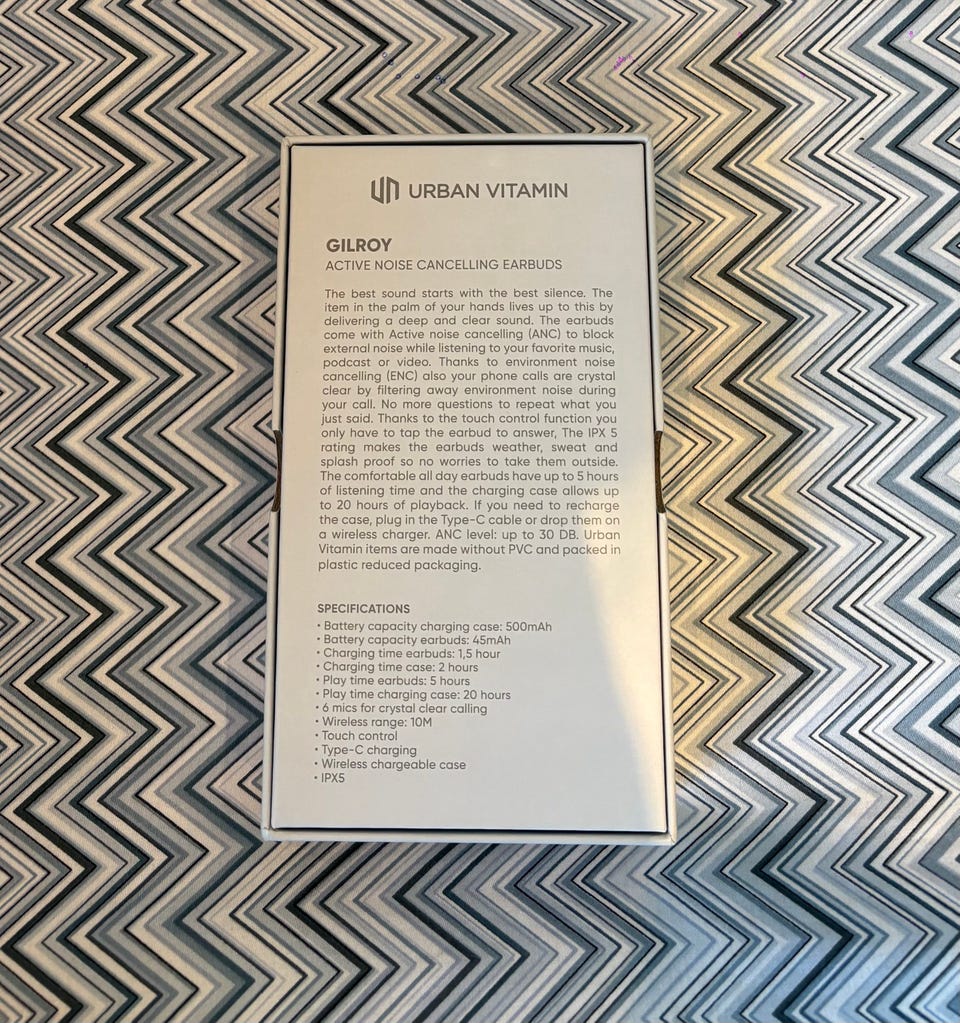 URBAN VITAMIN
GILROY
ACTIVE NOISE CANCELLING EARBUDS
The best sound starts with the best silence. The
item in the palm of your hands lives up to this by
delivering a deep and clear sound. The earbuds
come with Active noise cancelling (ANC) to block
external noise while listening to your favorite music,
podcast or video. Thanks to environment noise
cancelling (ENC) also your phone calls are crystal
clear by filtering away environment noise during
your call. No more questions to repeat what you
just said. Thanks to the touch control function you
only have to tap the earbud to answer, The IPX 5
rating makes the earbuds weather, sweat and
splash proof so no worries to take them outside.
The comfortable all day earbuds have up to 5 hours
of listening time and the charging case allows up
to 20 hours of playback. If you need to recharge
the case, plug in the Type-C cable or drop them on
a wireless charger. ANC level: up to 30 DB. Urban
Vitamin items are made without PVC and packed in
plastic reduced packaging.
SPECIFICATIONS
• Battery capacity charging case: 500mAh
• Battery capacity earbuds: 45mAh
• Charging time earbuds: 1,5 hour
• Charging time case: 2 hours
• Play time earbuds: 5 hours
• Play time charging case: 20 hours
• 6 mics for crystal clear calling
• Wireless range: 10M
• Touch control
• Type-C charging
• Wireless chargeable case
• IPX5